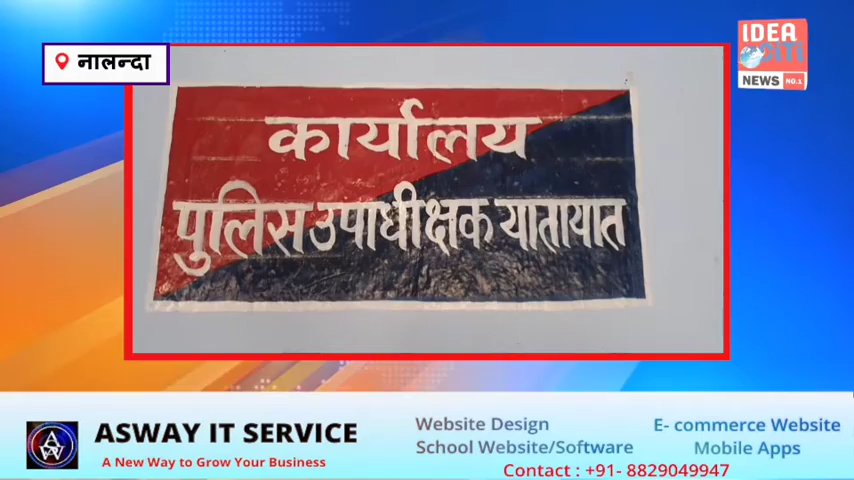 नालन्दा
IDEA
CITI
NEWS NO.1
कार्यालय
पुलिस उपाधीक्षक यातायात
ASWAY IT SERVICE
A New Way to Grow Your Business
Website Design
School Website/Software
E- commerce Website
Mobile Apps
Contact : +91- 8829049947